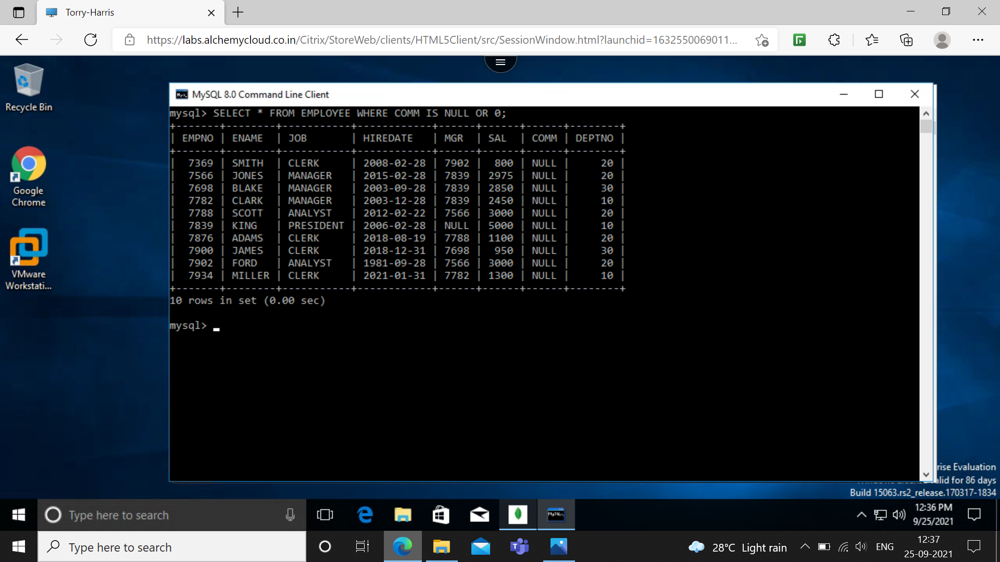 Torry-Harris
https://labs.alchemycloud.co.in/Citrix/StoreWeb/clients/HTML5Client/src/SessionWindow.html?launchid=1632550069011...
Recycle Bin
Google
Chrome
VMware
Workstati...
MySQL 8.0 Command Line Client
mysql> SELECT * FROM EMPLOYEE WHERE COMM IS NULL OR 0;
+-------+--------+-----------+------------+------+------+------+--------+
| EMPNO | ENAME  | JOB       | HIREDATE   | MGR  | SAL  | COMM | DEPTNO |
+-------+--------+-----------+------------+------+------+------+--------+
|  7369 | SMITH  | CLERK     | 2008-02-28 | 7902 |  800 | NULL |     20 |
|  7566 | JONES  | MANAGER   | 2015-02-28 | 7839 | 2975 | NULL |     20 |
|  7698 | BLAKE  | MANAGER   | 2003-09-28 | 7839 | 2850 | NULL |     30 |
|  7782 | CLARK  | MANAGER   | 2003-12-28 | 7839 | 2450 | NULL |     10 |
|  7788 | SCOTT  | ANALYST   | 2012-02-22 | 7566 | 3000 | NULL |     20 |
|  7839 | KING   | PRESIDENT | 2006-02-28 | NULL | 5000 | NULL |     10 |
|  7876 | ADAMS  | CLERK     | 2018-08-19 | 7788 | 1100 | NULL |     20 |
|  7900 | JAMES  | CLERK     | 2018-12-31 | 7698 |  950 | NULL |     30 |
|  7902 | FORD   | ANALYST   | 1981-09-28 | 7566 | 3000 | NULL |     20 |
|  7934 | MILLER | CLERK     | 2021-01-31 | 7782 | 1300 | NULL |     10 |
+-------+--------+-----------+------------+------+------+------+--------+
10 rows in set (0.00 sec)
mysql>
rise Evaluation
alid for 86 days
Build 15063.rs2_release.170317-1834
Type here to search
12:36 PM
9/25/2021
Type here to search
28°C Light rain
ENG
12:37
25-09-2021